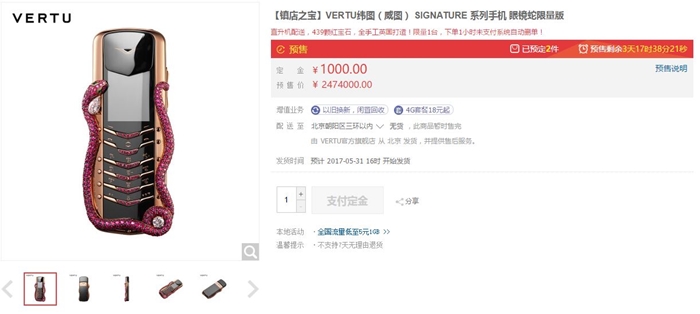 VERTU
【镇店之宝】VERTU纬图（威图） SIGNATURE 系列手机 眼镜蛇限量版
直升机配送，439颗红宝石，全手工英国打造！限量1台，下单1小时未支付系统自动删单！
预售 已预定2件 预售剩余3天17时38分21秒
定 金 ￥1000.00 预售说明
预 售 价 ￥2474000.00
增值业务 以旧换新，闲置回收 4G套餐18元起
配 送 至 北京朝阳区三环以内 无货，此商品暂时售完
由 VERTU官方旗舰店 从 北京 发货，并提供售后服务。
发货时间 预计 2017-05-31 16时 开始发货
1 + - 支付定金 分享
本地活动 · 全国流量低至5元1GB >>
温馨提示 · 不支持7天无理由退货